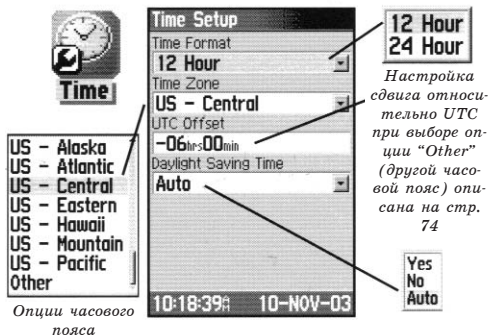 Time
Time Setup
Time Format
12 Hour
Time Zone
US - Central
UTC Offset
-06hrs00min
Daylight Saving Time
Auto
10:18:39
10-NOV-03
12 Hour
24 Hour
Настройка
сдвига относи-
тельно UTC
при выборе оп-
ции “Other”
(другой часо-
вой пояс) опи-
сана на стр.
74
US - Alaska
US - Atlantic
US - Central
US - Eastern
US - Hawaii
US - Mountain
US - Pacific
Other
Опции часового
пояса
Yes
No
Auto